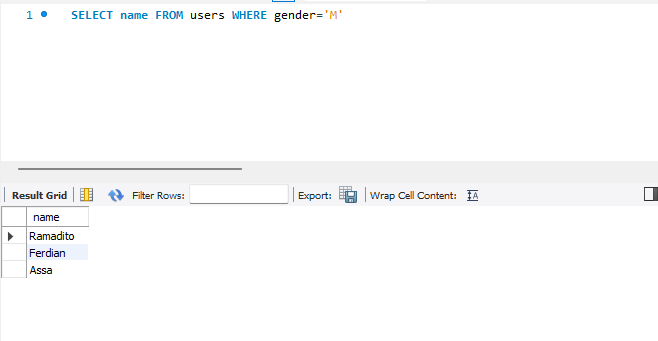 1 SELECT name FROM users WHERE gender='M'
Result Grid Filter Rows: Export: Wrap Cell Content: IA
name
Ramadito
Ferdian
Assa